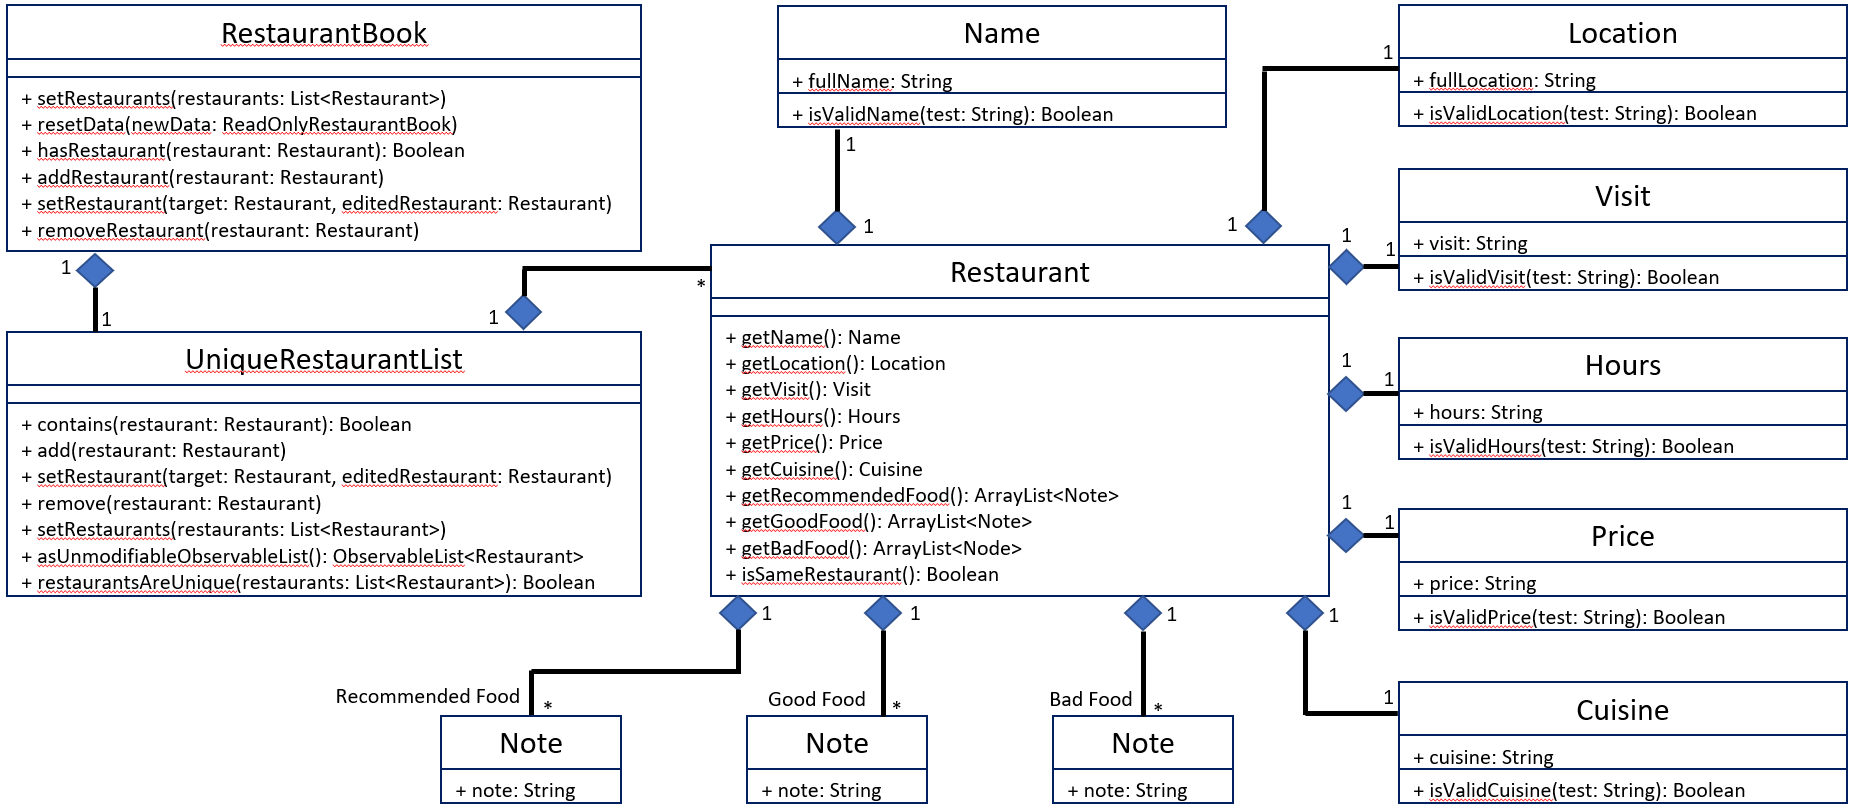 RestaurantBook
+ setRestaurants(restaurants: List<Restaurant>)
+ resetData(newData: ReadOnlyRestaurantBook)
+ hasRestaurant(restaurant: Restaurant): Boolean
+ addRestaurant(restaurant: Restaurant)
+ setRestaurant(target: Restaurant, editedRestaurant: Restaurant)
+ removeRestaurant(restaurant: Restaurant)
1
1
UniqueRestaurantList
+ contains(restaurant: Restaurant): Boolean
+ add(restaurant: Restaurant)
+ setRestaurant(target: Restaurant, editedRestaurant: Restaurant)
+ remove(restaurant: Restaurant)
+ setRestaurants(restaurants: List<Restaurant>)
+ asUnmodifiableObservableList(): ObservableList<Restaurant>
+ restaurantsAreUnique(restaurants: List<Restaurant>): Boolean
1
*
Name
+ fullName: String
+ isValidName(test: String): Boolean
1
1
Restaurant
+ getName(): Name
+ getLocation(): Location
+ getVisit(): Visit
+ getHours(): Hours
+ getPrice(): Price
+ getCuisine(): Cuisine
+ getRecommendedFood(): ArrayList<Note>
+ getGoodFood(): ArrayList<Note>
+ getBadFood(): ArrayList<Node>
+ isSameRestaurant(): Boolean
1
1
Location
+ fullLocation: String
+ isValidLocation(test: String): Boolean
1
1
Visit
+ visit: String
+ isValidVisit(test: String): Boolean
1
1
Hours
+ hours: String
+ isValidHours(test: String): Boolean
1
1
Price
+ price: String
+ isValidPrice(test: String): Boolean
1
1
Cuisine
+ cuisine: String
+ isValidCuisine(test: String): Boolean
1
Recommended Food
*
Note
+ note: String
1
Good Food
*
Note
+ note: String
1
Bad Food
*
Note
+ note: String